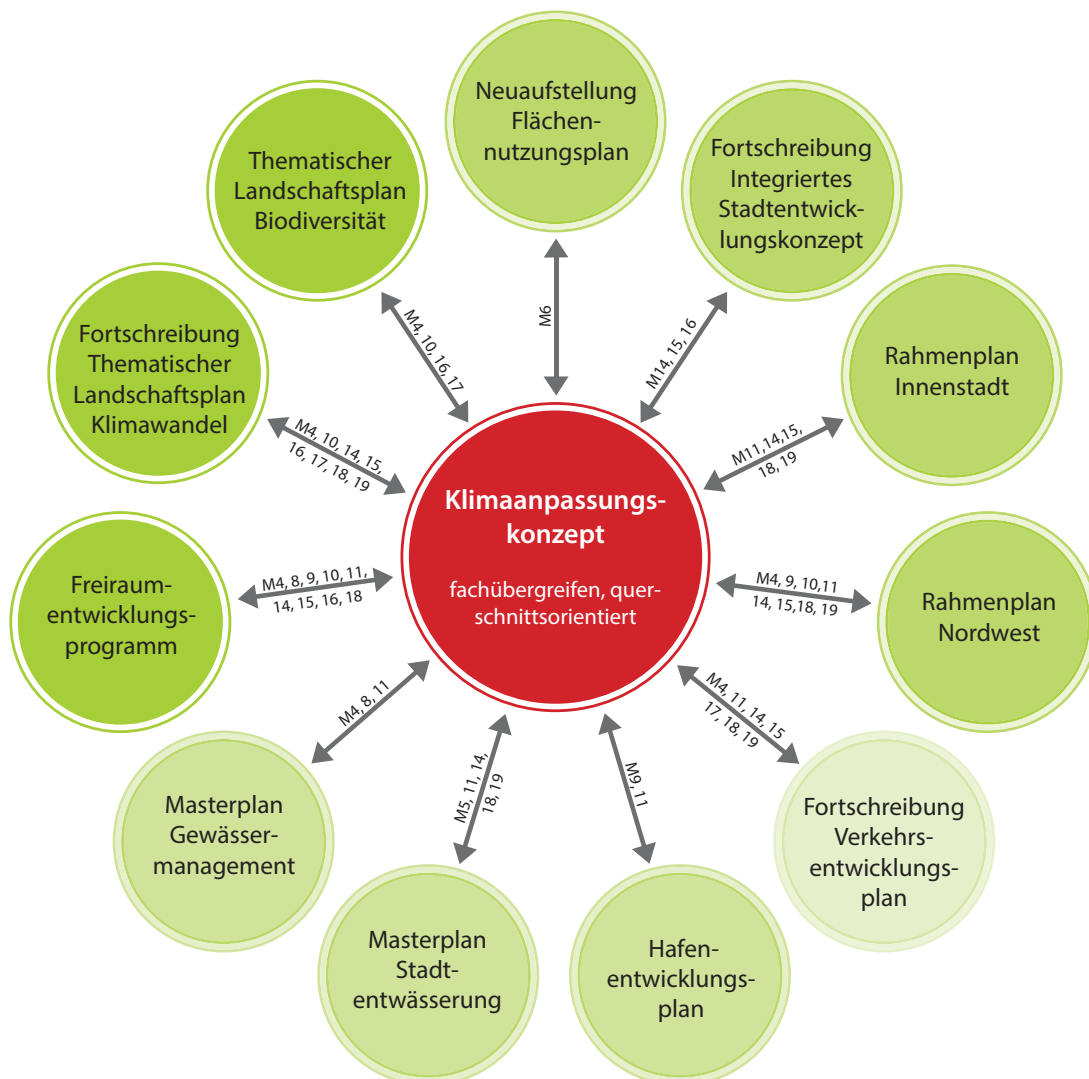 Neuaufstellung
Flächen-
nutzungsplan
Fortschreibung
Integriertes
Stadtentwick-
lungskonzept
Rahmenplan
Innenstadt
Rahmenplan
Nordwest
Fortschreibung
Verkehrs-
entwicklungs-
plan
Hafen-
entwicklungs-
plan
Masterplan
Stadt-
entwässerung
Masterplan
Gewässer-
management
Freiraum-
entwicklungs-
programm
Fortschreibung
Thematischer
Landschaftsplan
Klimawandel
Thematischer
Landschaftsplan
Biodiversität
Klimaanpassungs-
konzept
fachübergreifen, quer-
schnittsorientiert
M6
M14, 15, 16
M11,14,15,
18, 19
M4, 9, 10,11
14, 15,18, 19
M4, 11, 14, 15
17, 18, 19
M9, 11
M5, 11, 14,
18, 19
M4, 8, 11
M4, 8, 9, 10, 11,
14, 15, 16, 18
M4, 10, 14, 15,
16, 17, 18, 19
M4, 10, 16, 17